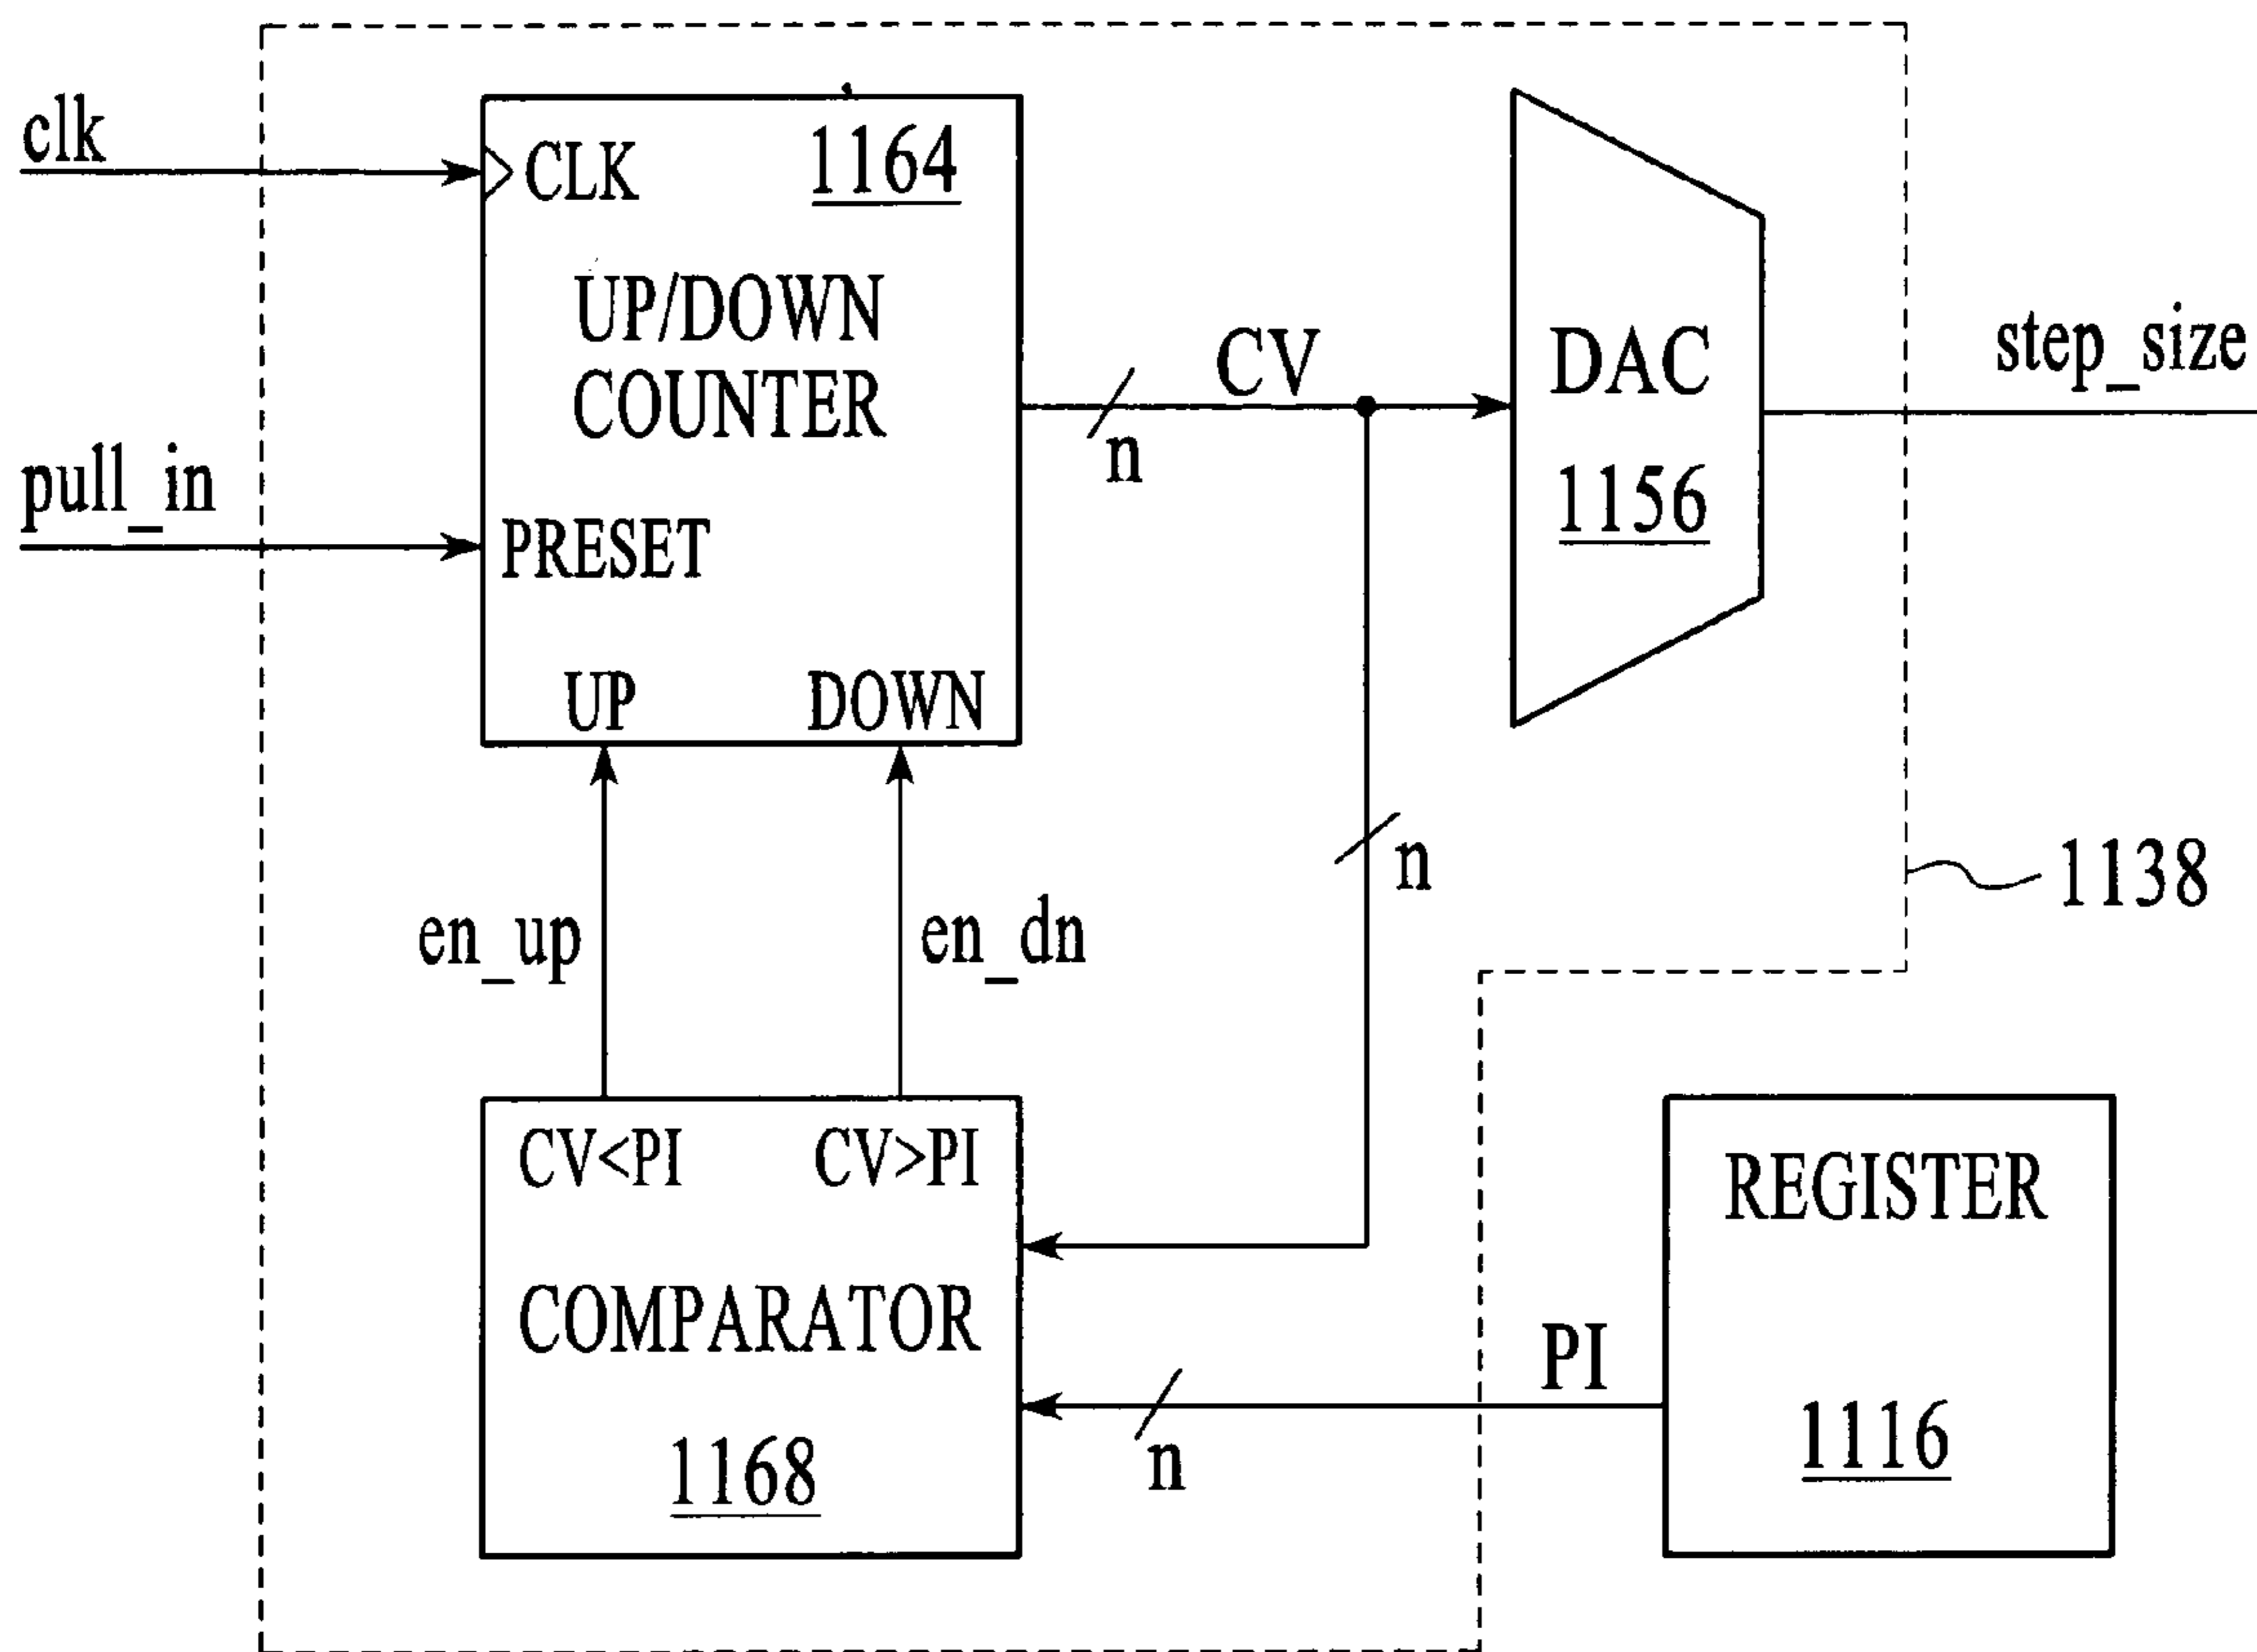 clk
CLK
1164
UP/DOWN
COUNTER
pull_in
PRESET
UP
DOWN
CV
n
DAC
1156
step_size
n
1138
en_up
en_dn
CV<PI
CV>PI
COMPARATOR
1168
PI
n
REGISTER
1116